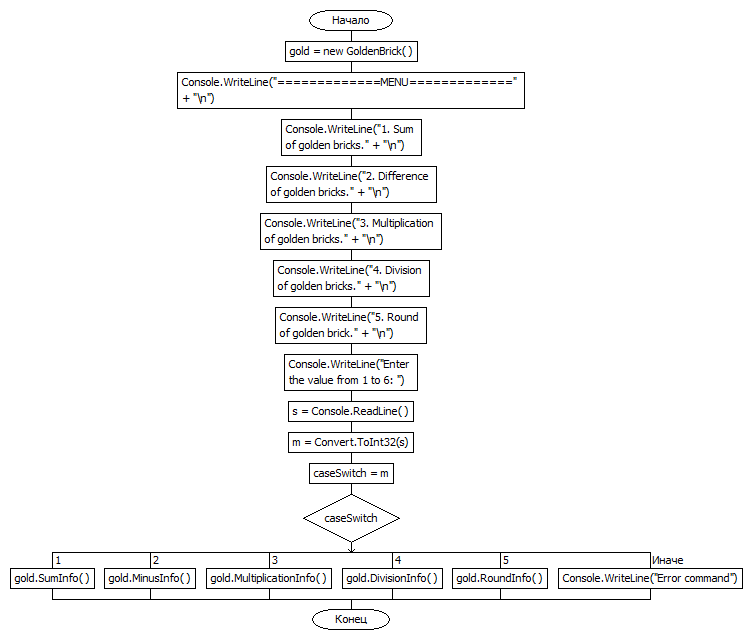 Начало
gold = new GoldenBrick()
Console.WriteLine("=============MENU============="
+ "\n")
Console.WriteLine("1. Sum
of golden bricks." + "\n")
Console.WriteLine("2. Difference
of golden bricks." + "\n")
Console.WriteLine("3. Multiplication
of golden bricks." + "\n")
Console.WriteLine("4. Division
of golden bricks." + "\n")
Console.WriteLine("5. Round
of golden brick." + "\n")
Console.WriteLine("Enter
the value from 1 to 6: ")
s = Console.ReadLine()
m = Convert.ToInt32(s)
caseSwitch = m
caseSwitch
1 2 3 4 5 Иначе
gold.SumInfo() gold.MinusInfo() gold.MultiplicationInfo() gold.DivisionInfo() gold.RoundInfo() Console.WriteLine("Error command")
Конец